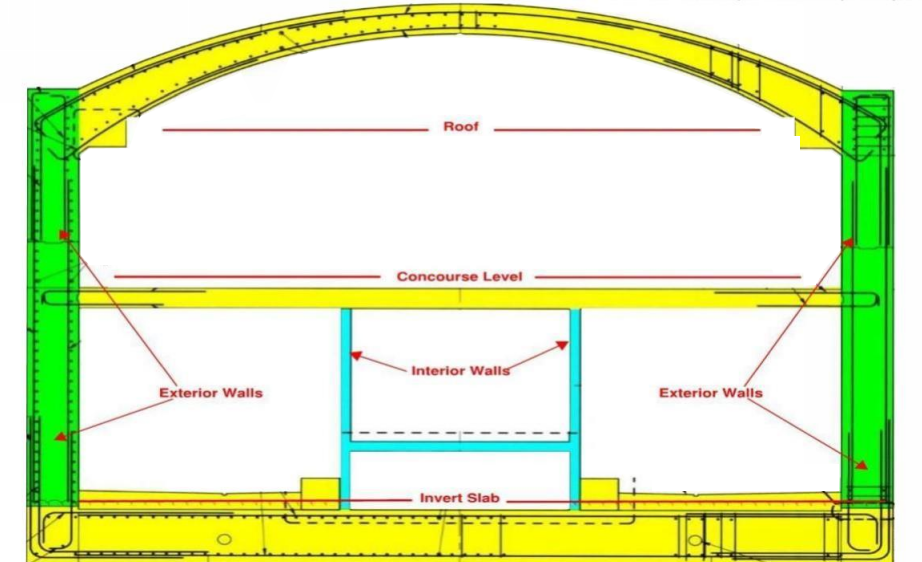 Roof
Concourse Level
Interior Walls
Exterior Walls
Exterior Walls
Invert Slab